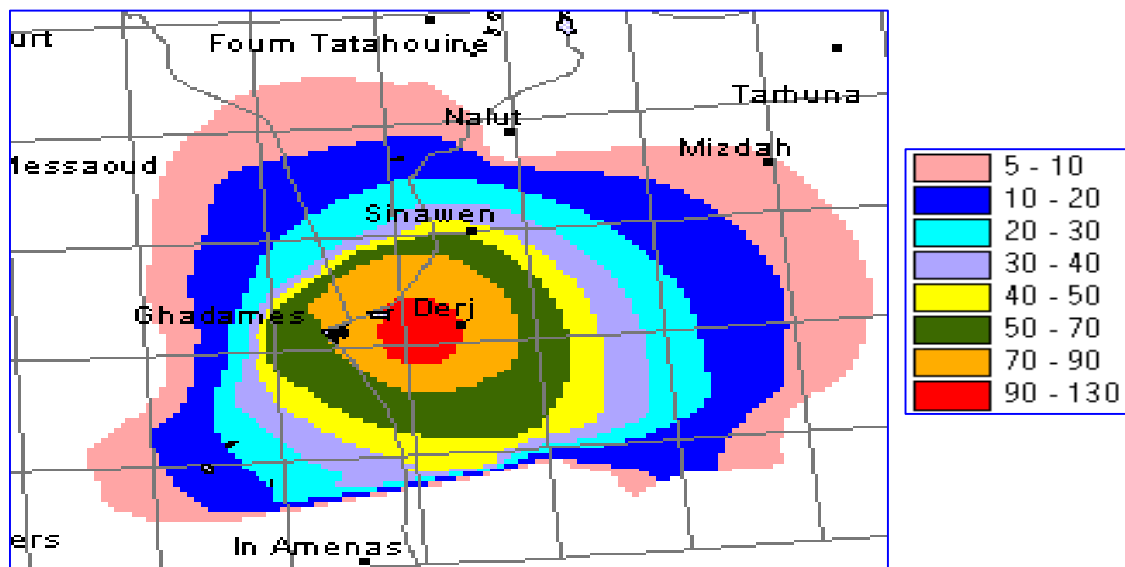 urt
Foum Tatahouine
Tarhuna
Nalut
Mizdah
Messaoud
Sinawen
Ghadames
Derj
ers
In Amenas
5 - 10
10 - 20
20 - 30
30 - 40
40 - 50
50 - 70
70 - 90
90 - 130